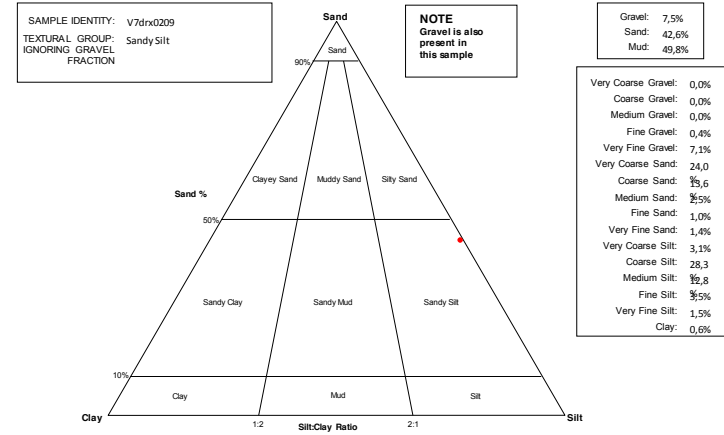 SAMPLE IDENTITY: V7drx0209
TEXTURAL GROUP: Sandy Silt
IGNORING GRAVEL
FRACTION
NOTE
Gravel is also
present in
this sample
Gravel: 7,5%
Sand: 42,6%
Mud: 49,8%
Very Coarse Gravel: 0,0%
Coarse Gravel: 0,0%
Medium Gravel: 0,0%
Fine Gravel: 0,4%
Very Fine Gravel: 7,1%
Very Coarse Sand: 24,0%
Coarse Sand: 13,6%
Medium Sand: 2,5%
Fine Sand: 1,0%
Very Fine Sand: 1,4%
Very Coarse Silt: 3,1%
Coarse Silt: 28,3%
Medium Silt: 12,8%
Fine Silt: 3,5%
Very Fine Silt: 1,5%
Clay: 0,6%
Sand
Sand
90%
Clayey Sand
Muddy Sand
Silty Sand
Sand %
50%
Sandy Clay
Sandy Mud
Sandy Silt
10%
Clay
Mud
Silt
Clay
1:2
Silt:Clay Ratio
2:1
Silt